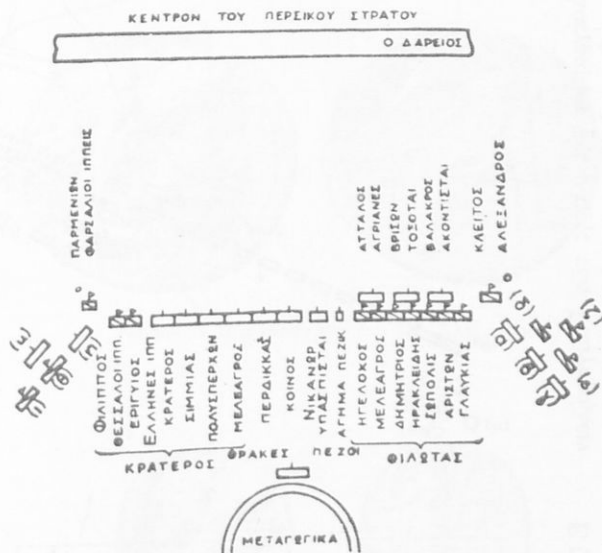 ΚΕΝΤΡΟΝ ΤΟΥ ΠΕΡΣΙΚΟΥ ΣΤΡΑΤΟΥ
Ο ΔΑΡΕΙΟΣ
ΠΑΡΜΕΝΙΩΝ
ΦΑΡΣΑΛΙΟΙ ΙΠΠΕΙΣ
ΑΤΤΑΛΟΣ
ΑΓΡΙΑΝΕΣ
ΒΡΙΣΩΝ
ΤΟΞΟΤΑΙ
ΒΑΛΑΚΡΟΣ
ΑΚΟΝΤΙΣΤΑΙ
ΚΛΕΙΤΟΣ
ΑΛΕΞΑΝΔΡΟΣ
ΦΙΛΙΠΠΟΣ
ΘΕΣΣΑΛΟΙ ΙΠΠ.
ΕΡΙΓΥΙΟΣ
ΕΛΛΗΝΕΣ ΙΠΠ
ΚΡΑΤΕΡΟΣ
ΣΙΜΜΙΑΣ
ΠΟΛΥΣΠΕΡΧΩΝ
ΜΕΛΕΑΓΡΟΣ
ΠΕΡΔΙΚΚΑΣ
ΚΟΙΝΟΣ
ΝΙΚΑΝΩΡ
ΥΠΑΣΠΙΣΤΑΙ
ΑΓΗΜΑ ΠΕΖΙΚ
ΗΓΕΛΟΧΟΣ
ΜΕΛΕΑΓΡΟΣ
ΔΗΜΗΤΡΙΟΣ
ΗΡΑΚΛΕΙΔΗΣ
ΣΩΠΟΛΙΣ
ΑΡΙΣΤΩΝ
ΓΛΑΥΚΙΑΣ
ΚΡΑΤΕΡΟΣ
ΘΡΑΚΕΣ ΠΕΖΟΙ
ΦΙΛΩΤΑΣ
ΜΕΤΑΓΩΓΙΚΑ